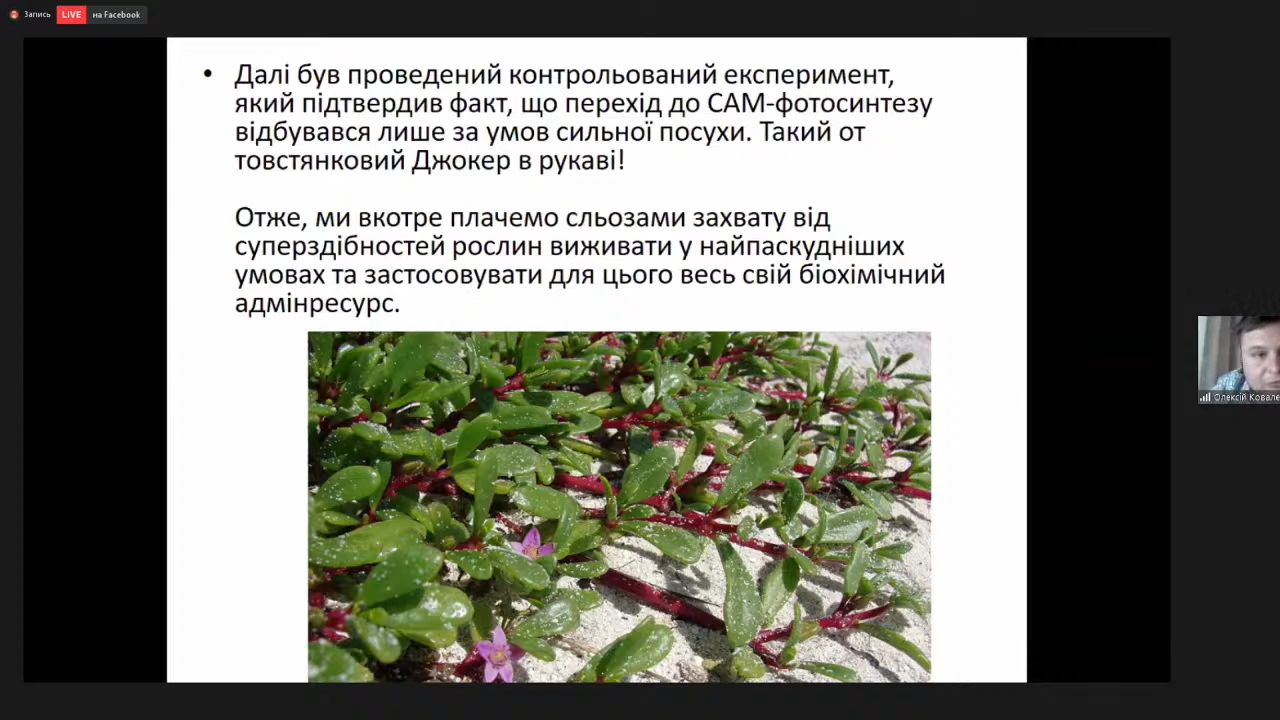 Запись
LIVE на Facebook
• Далі був проведений контрольований експеримент,
який підтвердив факт, що перехід до САМ-фотосинтезу
відбувався лише за умов сильної посухи. Такий от
товстянковий Джокер в рукаві!
Отже, ми вкотре плачемо сльозами захвату від
суперздібностей рослин виживати у найпаскудніших
умовах та застосовувати для цього весь свій біохімічний
адмінресурс.
Олексій Ковале